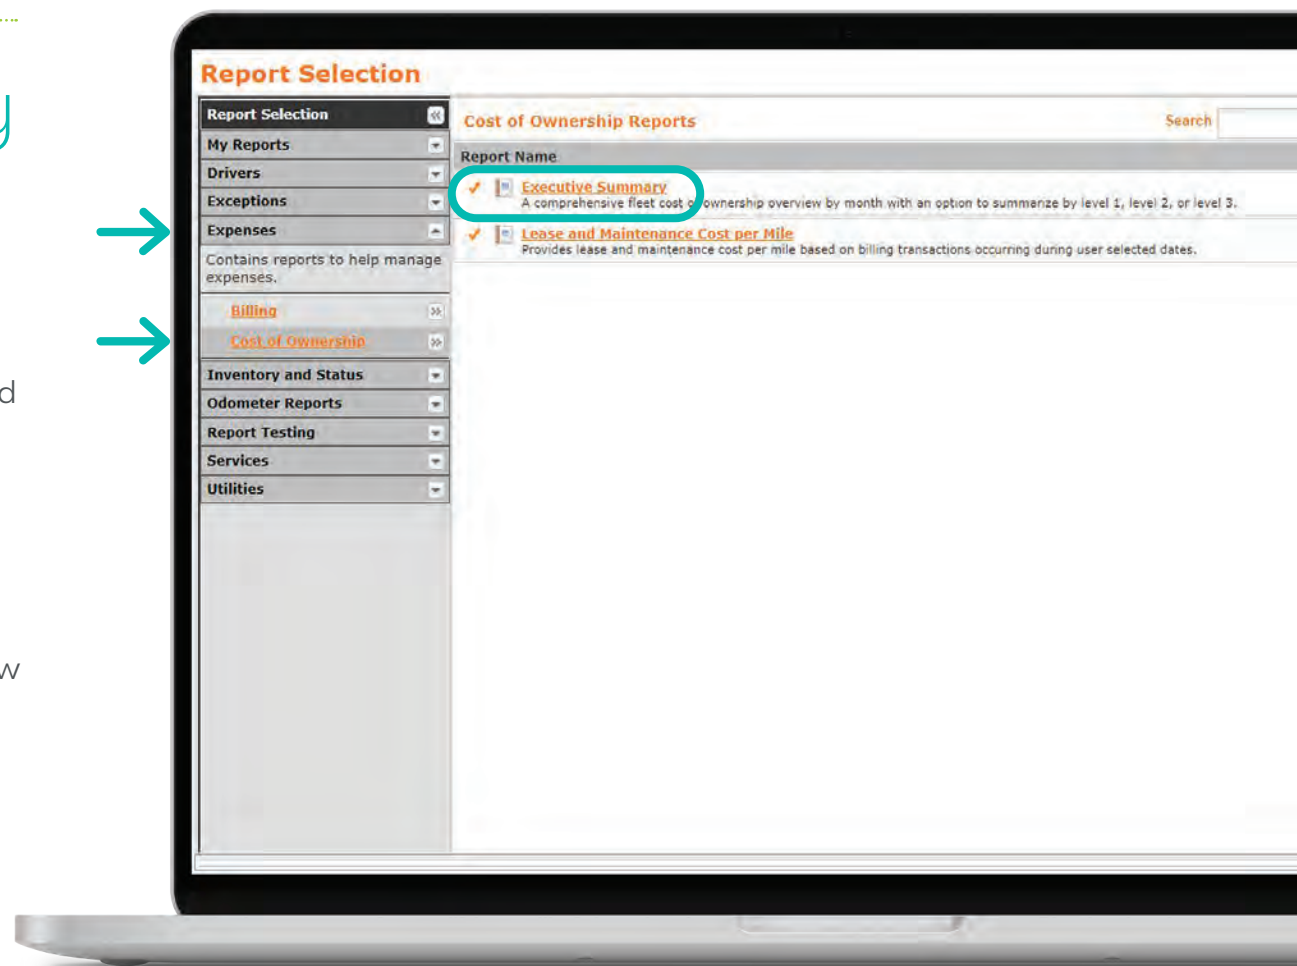 y
d
w
Report Selection
Report Selection
My Reports
Drivers
Exceptions
Expenses
Contains reports to help manage
expenses.
Billing
Cost of Ownership
Inventory and Status
Odometer Reports
Report Testing
Services
Utilities
Cost of Ownership Reports
Search
Report Name
Executive Summary
A comprehensive fleet cost ownership overview by month with an option to summarize by level 1, level 2, or level 3.
Lease and Maintenance Cost per Mile
Provides lease and maintenance cost per mile based on billing transactions occurring during user selected dates.